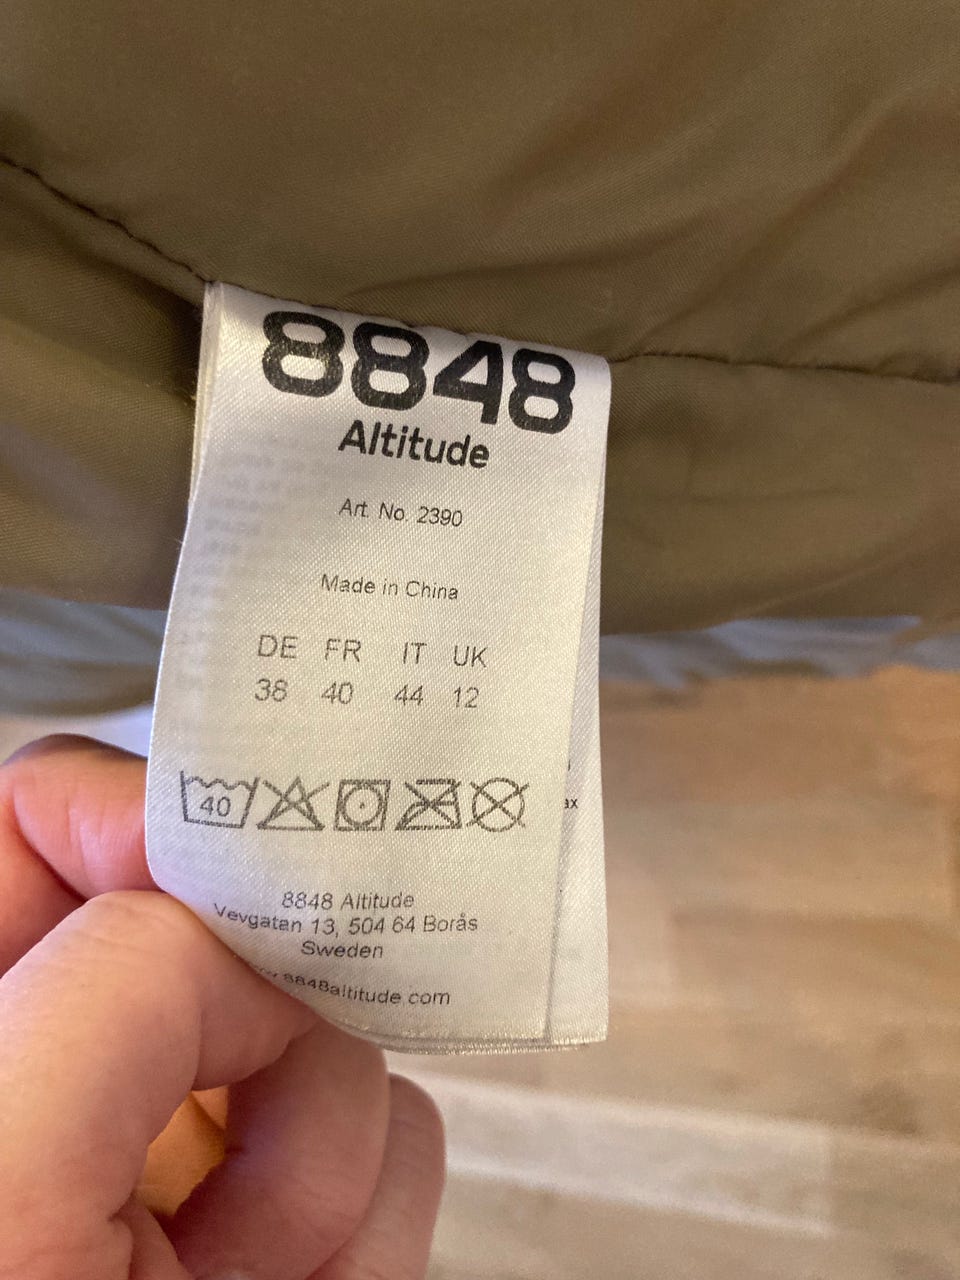 8848
Altitude
Art. No. 2390
Made in China
DE FR IT UK
38 40 44 12
40
8848 Altitude
Vevgatan 13, 504 64 Borås
Sweden
8848altitude.com